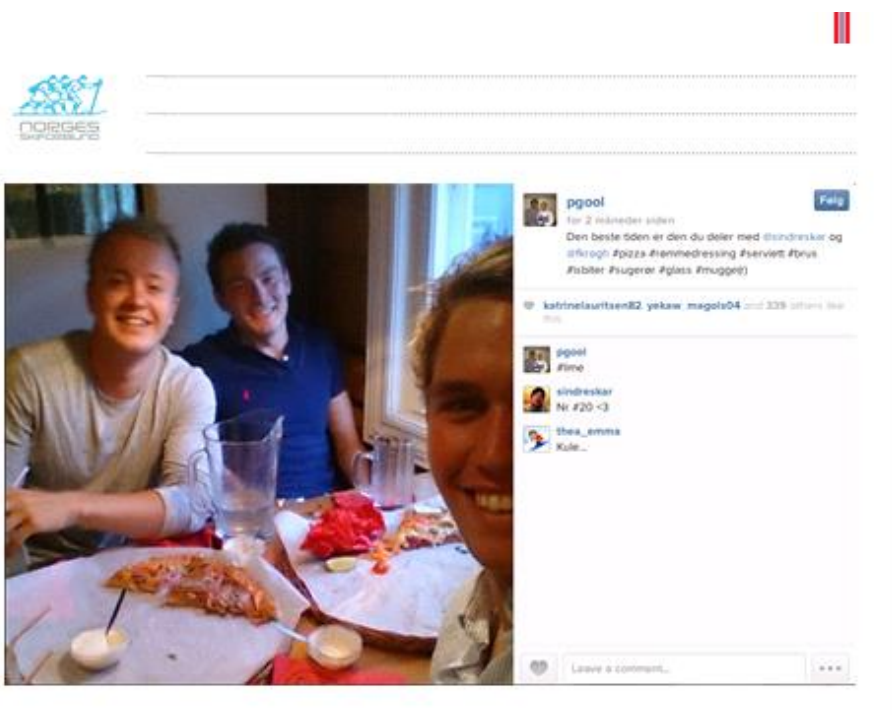 NORGES
SKIFORBUND
pgool
Følg
for 2 måneder siden
Den beste tiden er den du deler med @sindreskar og
@fkrogh #pizza #rømmedressing #serviett #brus
#isbiter #sugerør #glass #mugge(r)
katrinelauritsen82, yekaw, magols04 and 339 others like
this.
pgool
#lime
sindreskar
Nr. #20 <3
thea_emma
Kule...
Leave a comment...